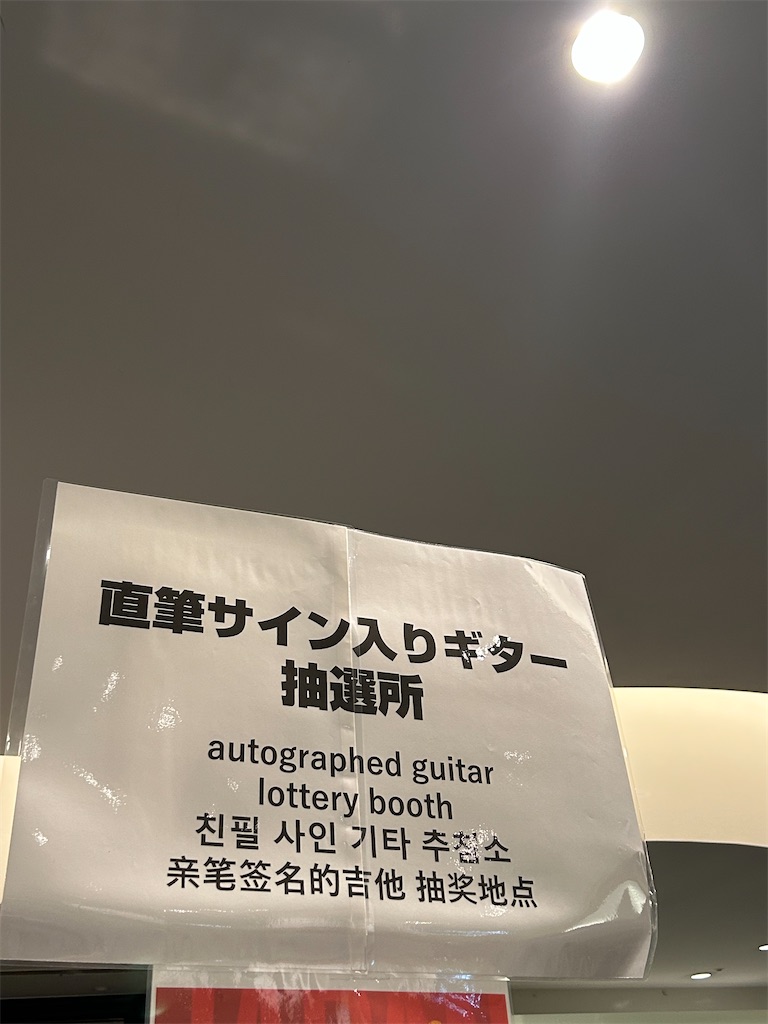 直筆サイン入りギター
抽選所
autographed guitar
lottery booth
친필 사인 기타 추첨소
亲笔签名的吉他 抽奖地点